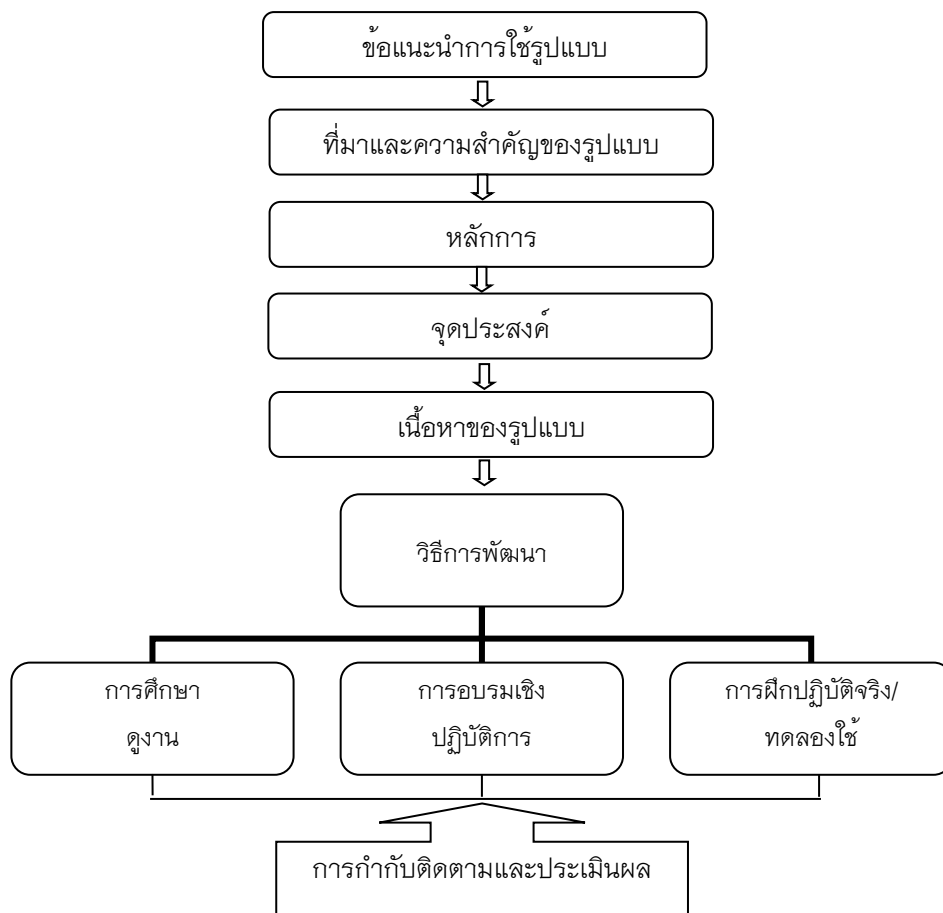 ข้อแนะนำการใช้รูปแบบ
ที่มาและความสำคัญของรูปแบบ
หลักการ
จุดประสงค์
เนื้อหาของรูปแบบ
วิธีการพัฒนา
การศึกษา
ดูงาน
การอบรมเชิง
ปฏิบัติการ
การฝึกปฏิบัติจริง/
ทดลองใช้
การกำกับติดตามและประเมินผล